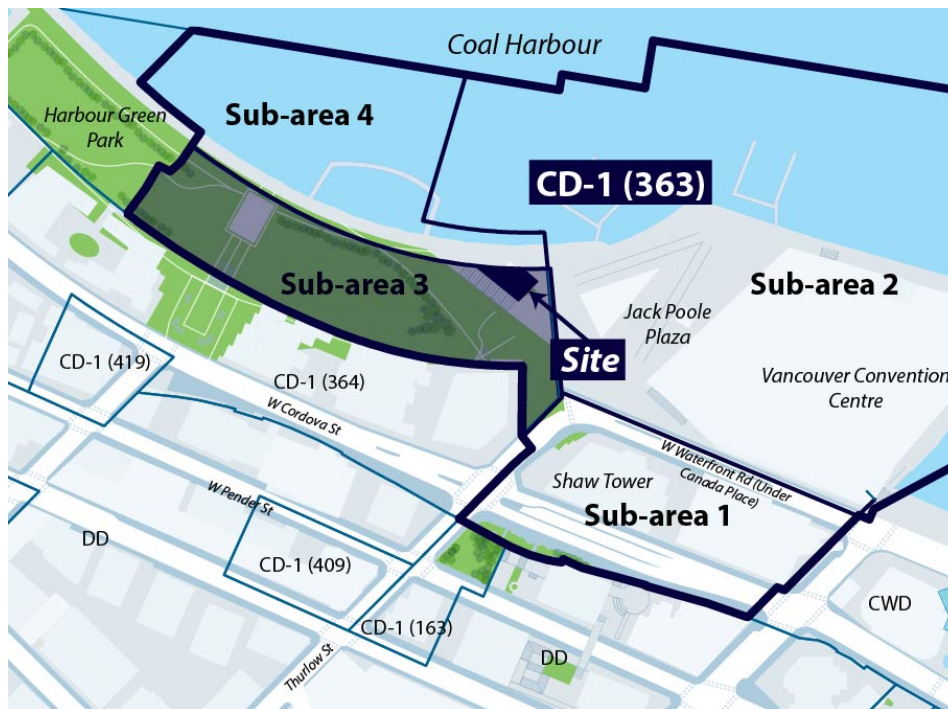 Coal Harbour
Harbour Green
Park
Sub-area 4
CD-1 (363)
Sub-area 3
Sub-area 2
Jack Poole
Plaza
Site
CD-1 (419)
CD-1 (364)
Vancouver Convention
Centre
W Cordova St
W Waterfront Rd (Under
Canada Place)
Shaw Tower
Sub-area 1
W Pender St
DD
CD-1 (409)
CWD
CD-1 (163)
DD
Thurlow St